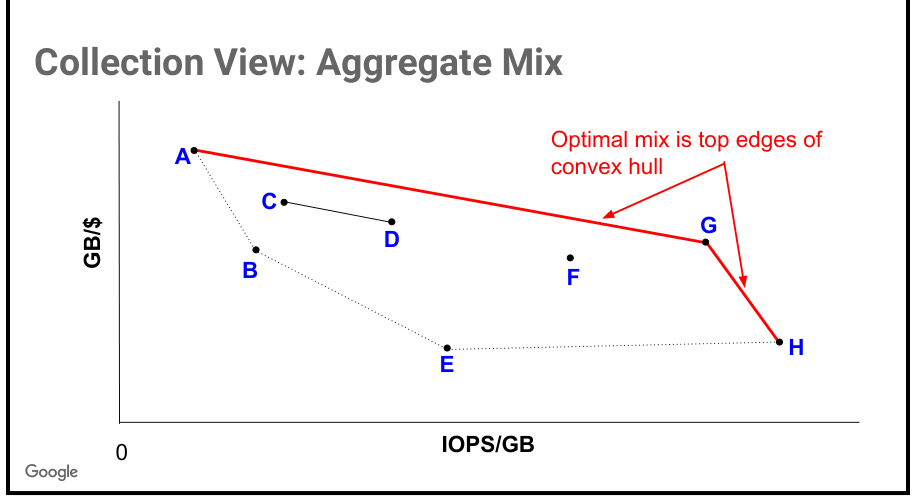 Collection View: Aggregate Mix
Optimal mix is top edges of
convex hull
A
C
D
G
B
F
E
H
GB/$
0
IOPS/GB
Google